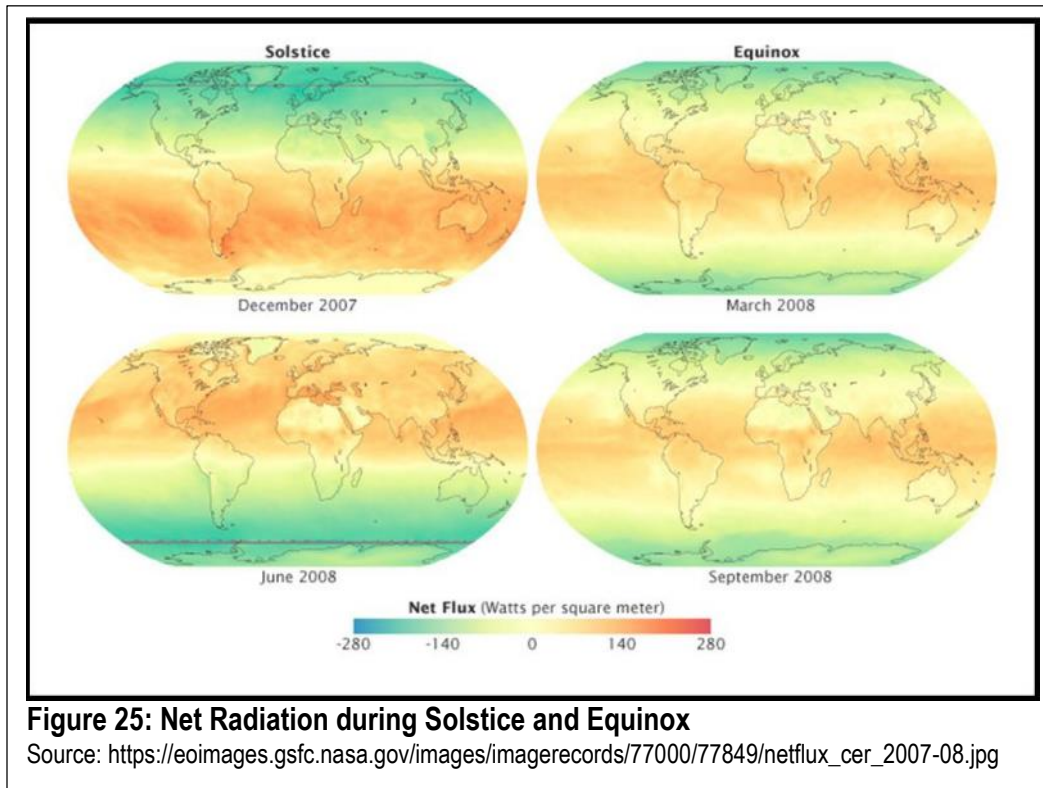 Solstice
Equinox
December 2007
March 2008
June 2008
September 2008
Net Flux (Watts per square meter)
-280 -140 0 140 280
Figure 25: Net Radiation during Solstice and Equinox
Source: https://eoimages.gsfc.nasa.gov/images/imagerecords/77000/77849/netflux_cer_2007-08.jpg